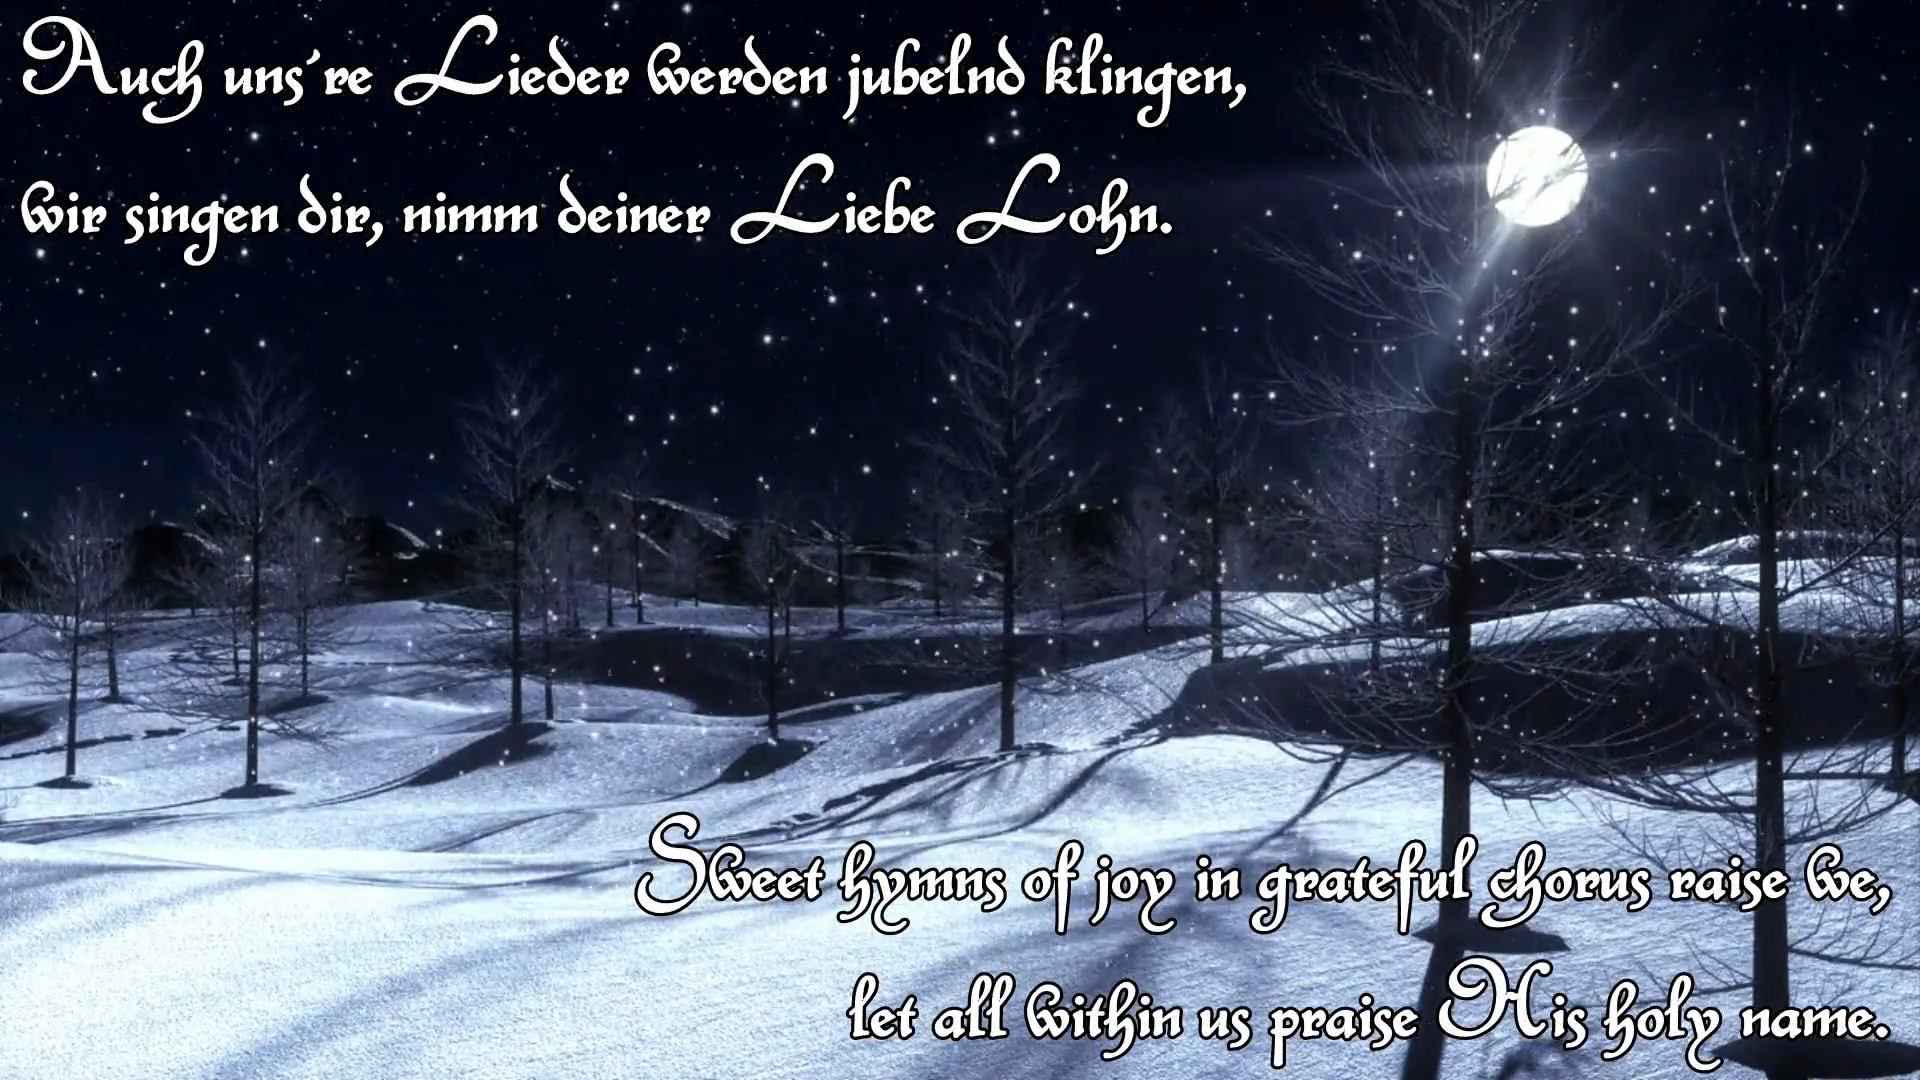 Auch uns're Lieder werden jubelnd klingen,
wir singen dir, nimm deiner Liebe Lohn.
Sweet hymns of joy in grateful chorus raise we,
let all within us praise His holy name.